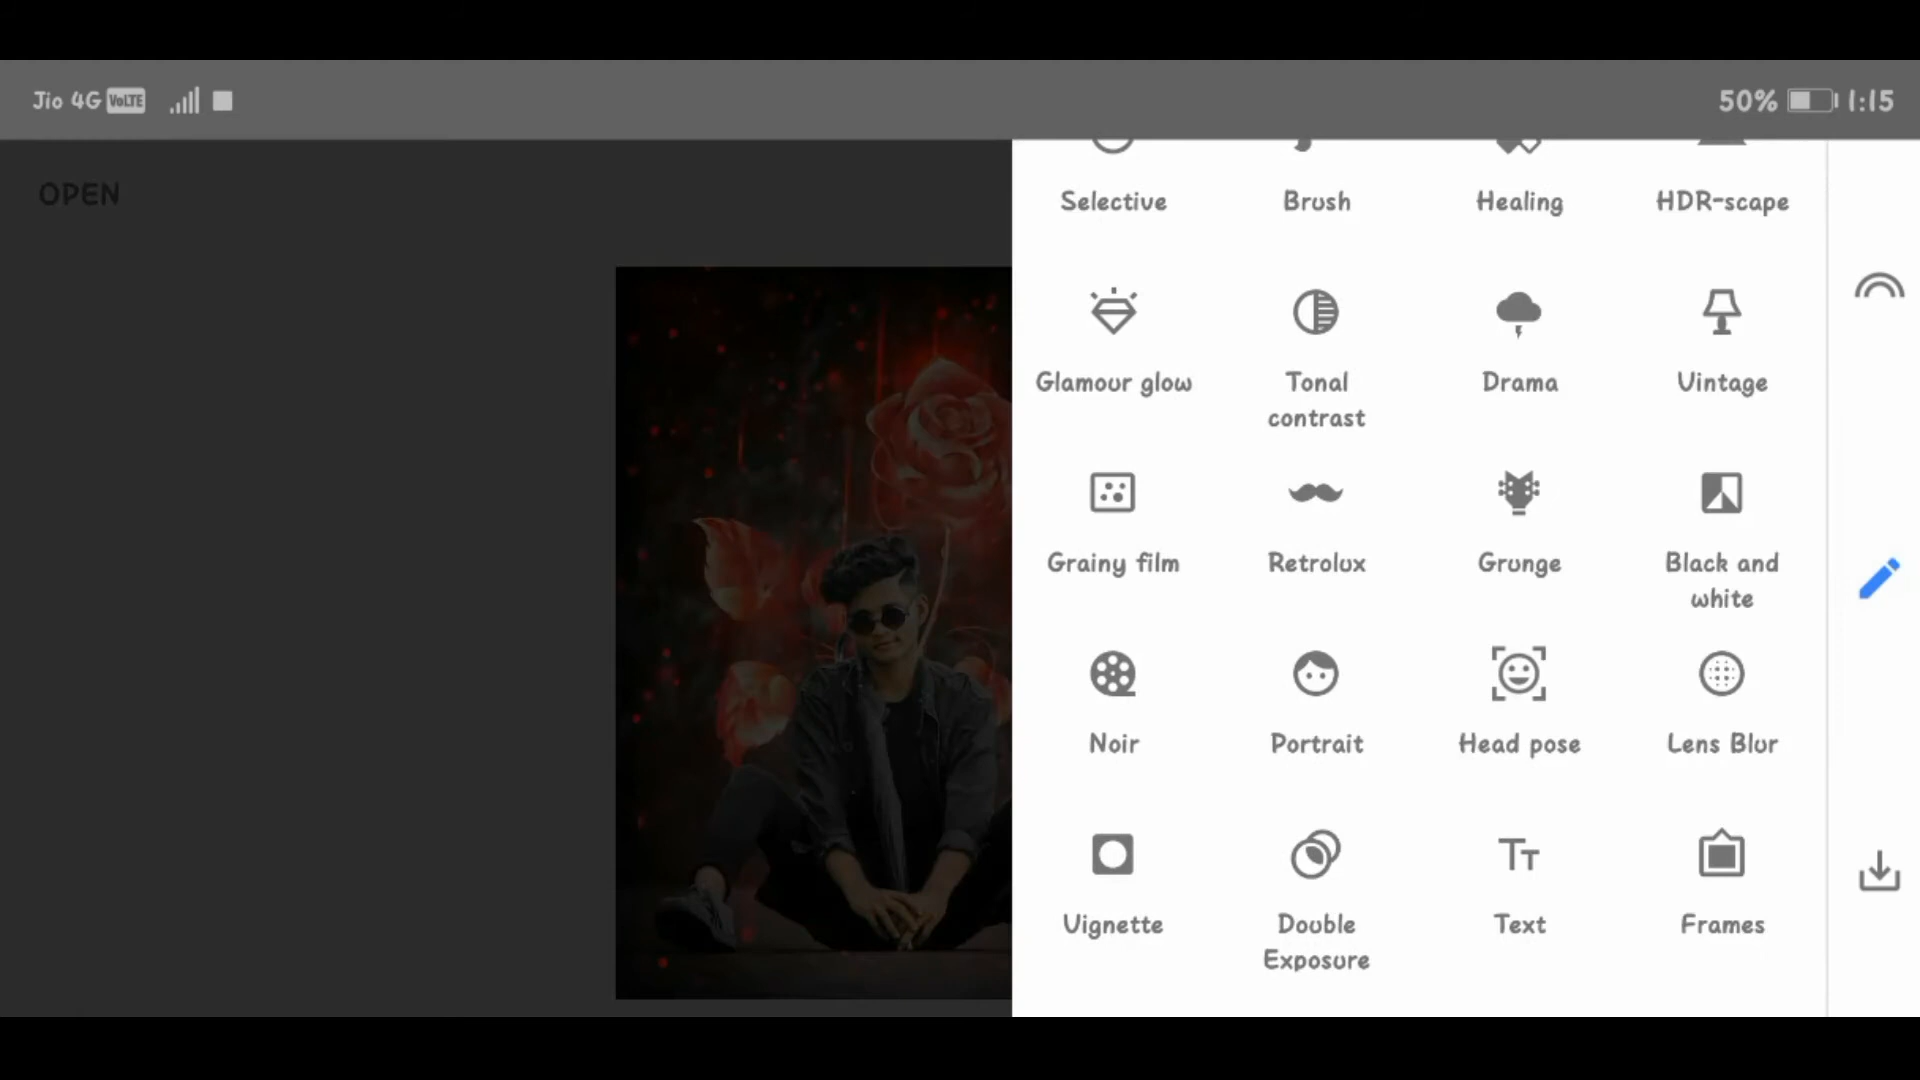 Jio 4G VoLTE 50% 1:15
OPEN
Selective Brush Healing HDR-scape
Glamour glow Tonal contrast Drama Vintage
Grainy film Retrolux Grunge Black and white
Noir Portrait Head pose Lens Blur
Vignette Double Exposure Text Frames